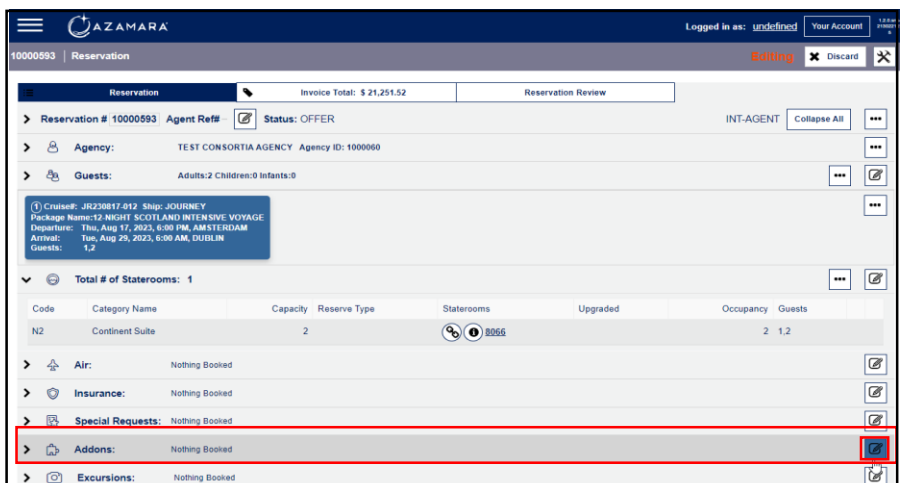 AZAMARA
Logged in as: undefined Your Account
10000593 | Reservation Discard
Reservation Invoice Total: $ 21,251.52 Reservation Review
Reservation # 10000593 Agent Ref# - Status: OFFER INT-AGENT Collapse All
Agency: TEST CONSORTIA AGENCY Agency ID: 1000060
Guests: Adults:2 Children:0 Infants:0
1 Cruise#: JR230817-012 Ship: JOURNEY
Package Name:12-NIGHT SCOTLAND INTENSIVE VOYAGE
Departure: Thu, Aug 17, 2023, 6:00 PM, AMSTERDAM
Arrival: Tue, Aug 29, 2023, 6:00 AM, DUBLIN
Guests: 1,2
Total # of Staterooms: 1
Code Category Name Capacity Reserve Type Staterooms Upgraded Occupancy Guests
N2 Continent Suite 2 8066 2 1,2
Air: Nothing Booked
Insurance: Nothing Booked
Special Requests: Nothing Booked
Addons: Nothing Booked
Excursions: Nothing Booked